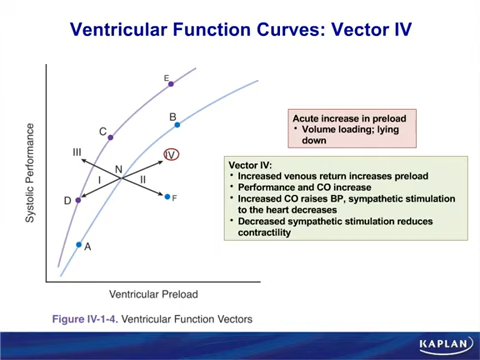 Ventricular Function Curves: Vector IV
Systolic Performance
E
C
B
III
IV
N
I
II
D
F
A
Ventricular Preload
Figure IV-1-4. Ventricular Function Vectors
Acute increase in preload
• Volume loading; lying
down
Vector IV:
• Increased venous return increases preload
• Performance and CO increase
• Increased CO raises BP, sympathetic stimulation
to the heart decreases
• Decreased sympathetic stimulation reduces
contractility
KAPLAN